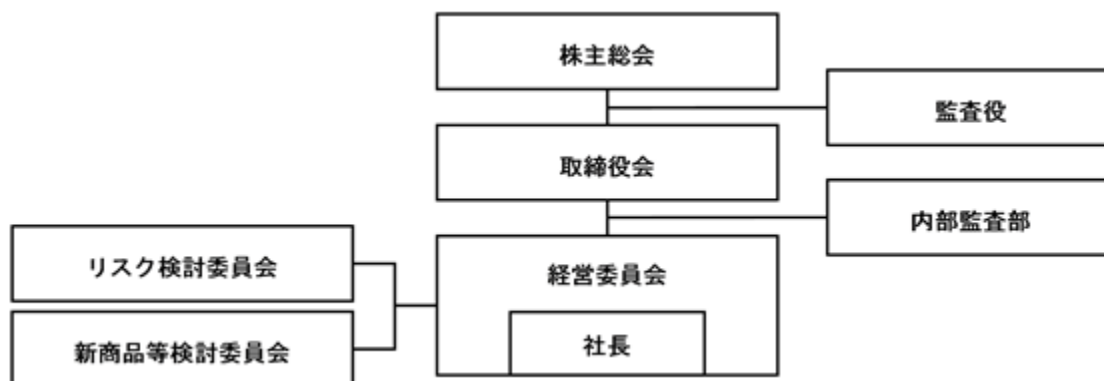 株主総会
監査役
取締役会
内部監査部
リスク検討委員会
経営委員会
新商品等検討委員会
社長